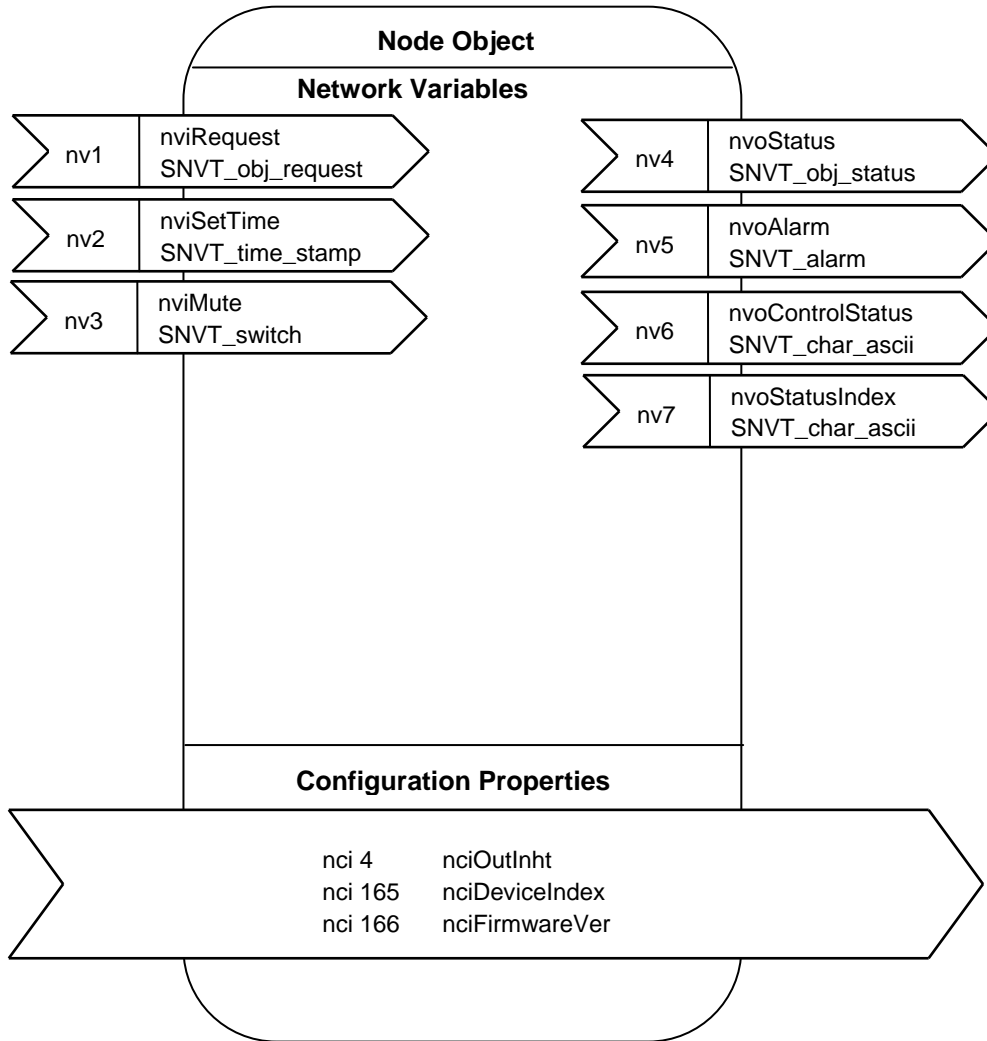 Node Object
Network Variables
nv1
nviRequest
SNVT_obj_request
nv2
nviSetTime
SNVT_time_stamp
nv3
nviMute
SNVT_switch
nv4
nvoStatus
SNVT_obj_status
nv5
nvoAlarm
SNVT_alarm
nv6
nvoControlStatus
SNVT_char_ascii
nv7
nvoStatusIndex
SNVT_char_ascii
Configuration Properties
nci 4 nciOutInht
nci 165 nciDeviceIndex
nci 166 nciFirmwareVer